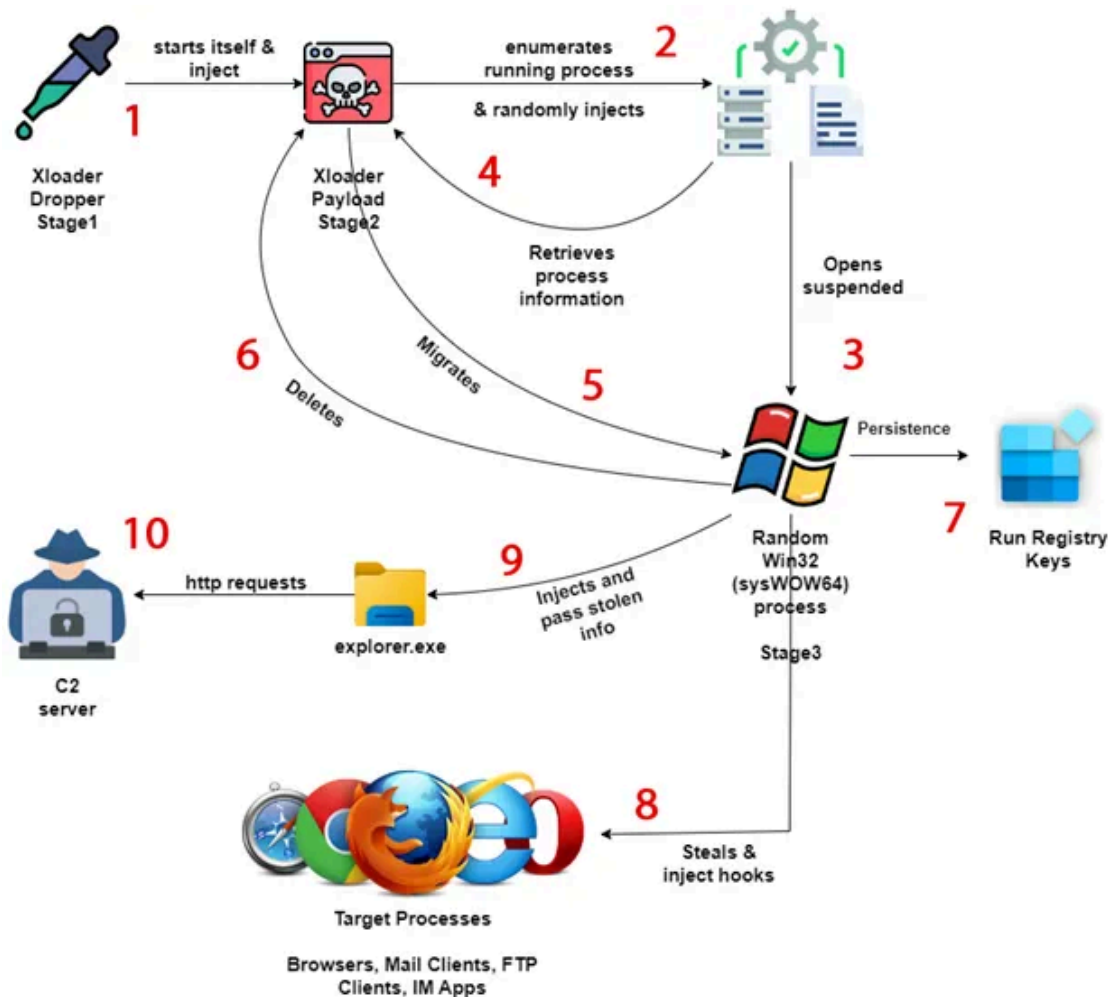 starts itself &
inject
1
Xloader
Dropper
Stage1
Xloader
Payload
Stage2
enumerates
running process
& randomly injects
2
4
Retrieves
process
information
Opens
suspended
3
6
Deletes
Migrates
5
Persistence
7
Run Registry
Keys
Random
Win32
(sysWOW64)
process
Stage3
9
Injects and
pass stolen
info
explorer.exe
http requests
10
C2
server
8
Steals &
inject hooks
Target Processes
Browsers, Mail Clients, FTP
Clients, IM Apps